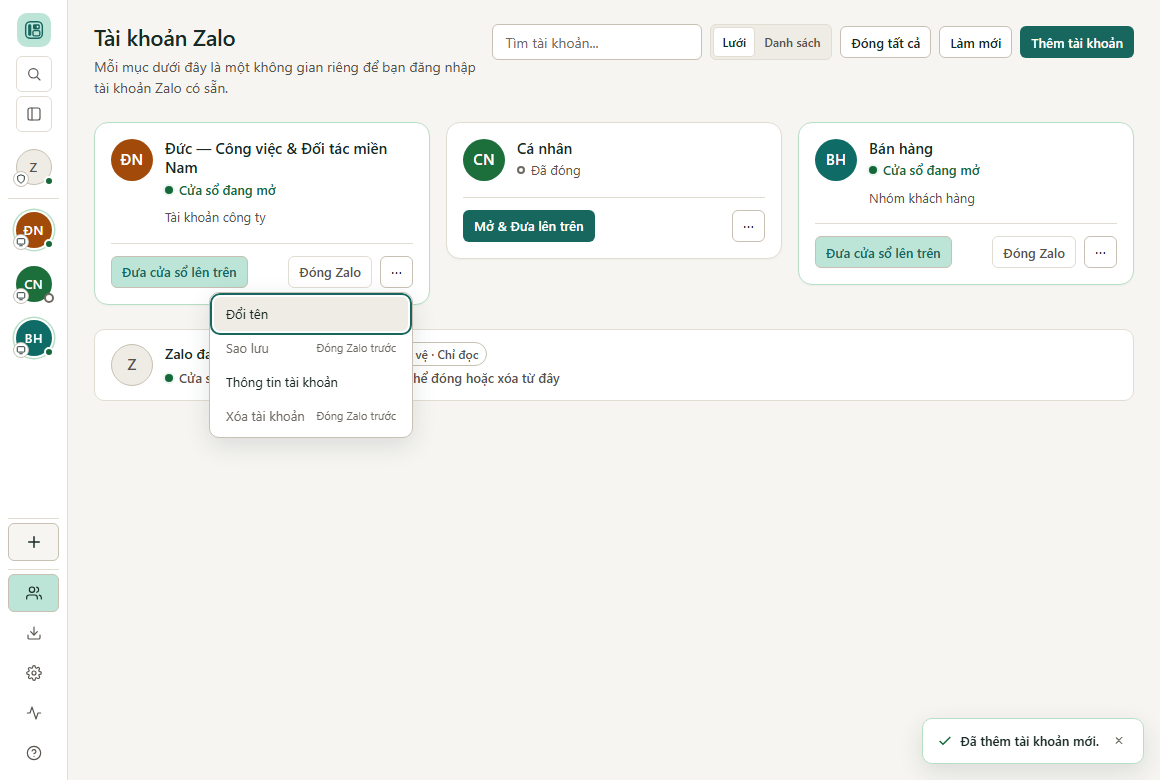 Tài khoản Zalo
Mỗi mục dưới đây là một không gian riêng để bạn đăng nhập
tài khoản Zalo có sẵn.
Tìm tài khoản...
Lưới
Danh sách
Đóng tất cả
Làm mới
Thêm tài khoản
Z
ĐN
CN
BH
ĐN
Đức — Công việc & Đối tác miền
Nam
Cửa sổ đang mở
Tài khoản công ty
Đưa cửa sổ lên trên
Đóng Zalo
...
CN
Cá nhân
Đã đóng
Mở & Đưa lên trên
...
BH
Bán hàng
Cửa sổ đang mở
Nhóm khách hàng
Đưa cửa sổ lên trên
Đóng Zalo
...
Đổi tên
Sao lưu
Đóng Zalo trước
Thông tin tài khoản
Xóa tài khoản
Đóng Zalo trước
Z
Zalo
vệ · Chỉ đọc
Cửa
đóng hoặc xóa từ đây
Đã thêm tài khoản mới.